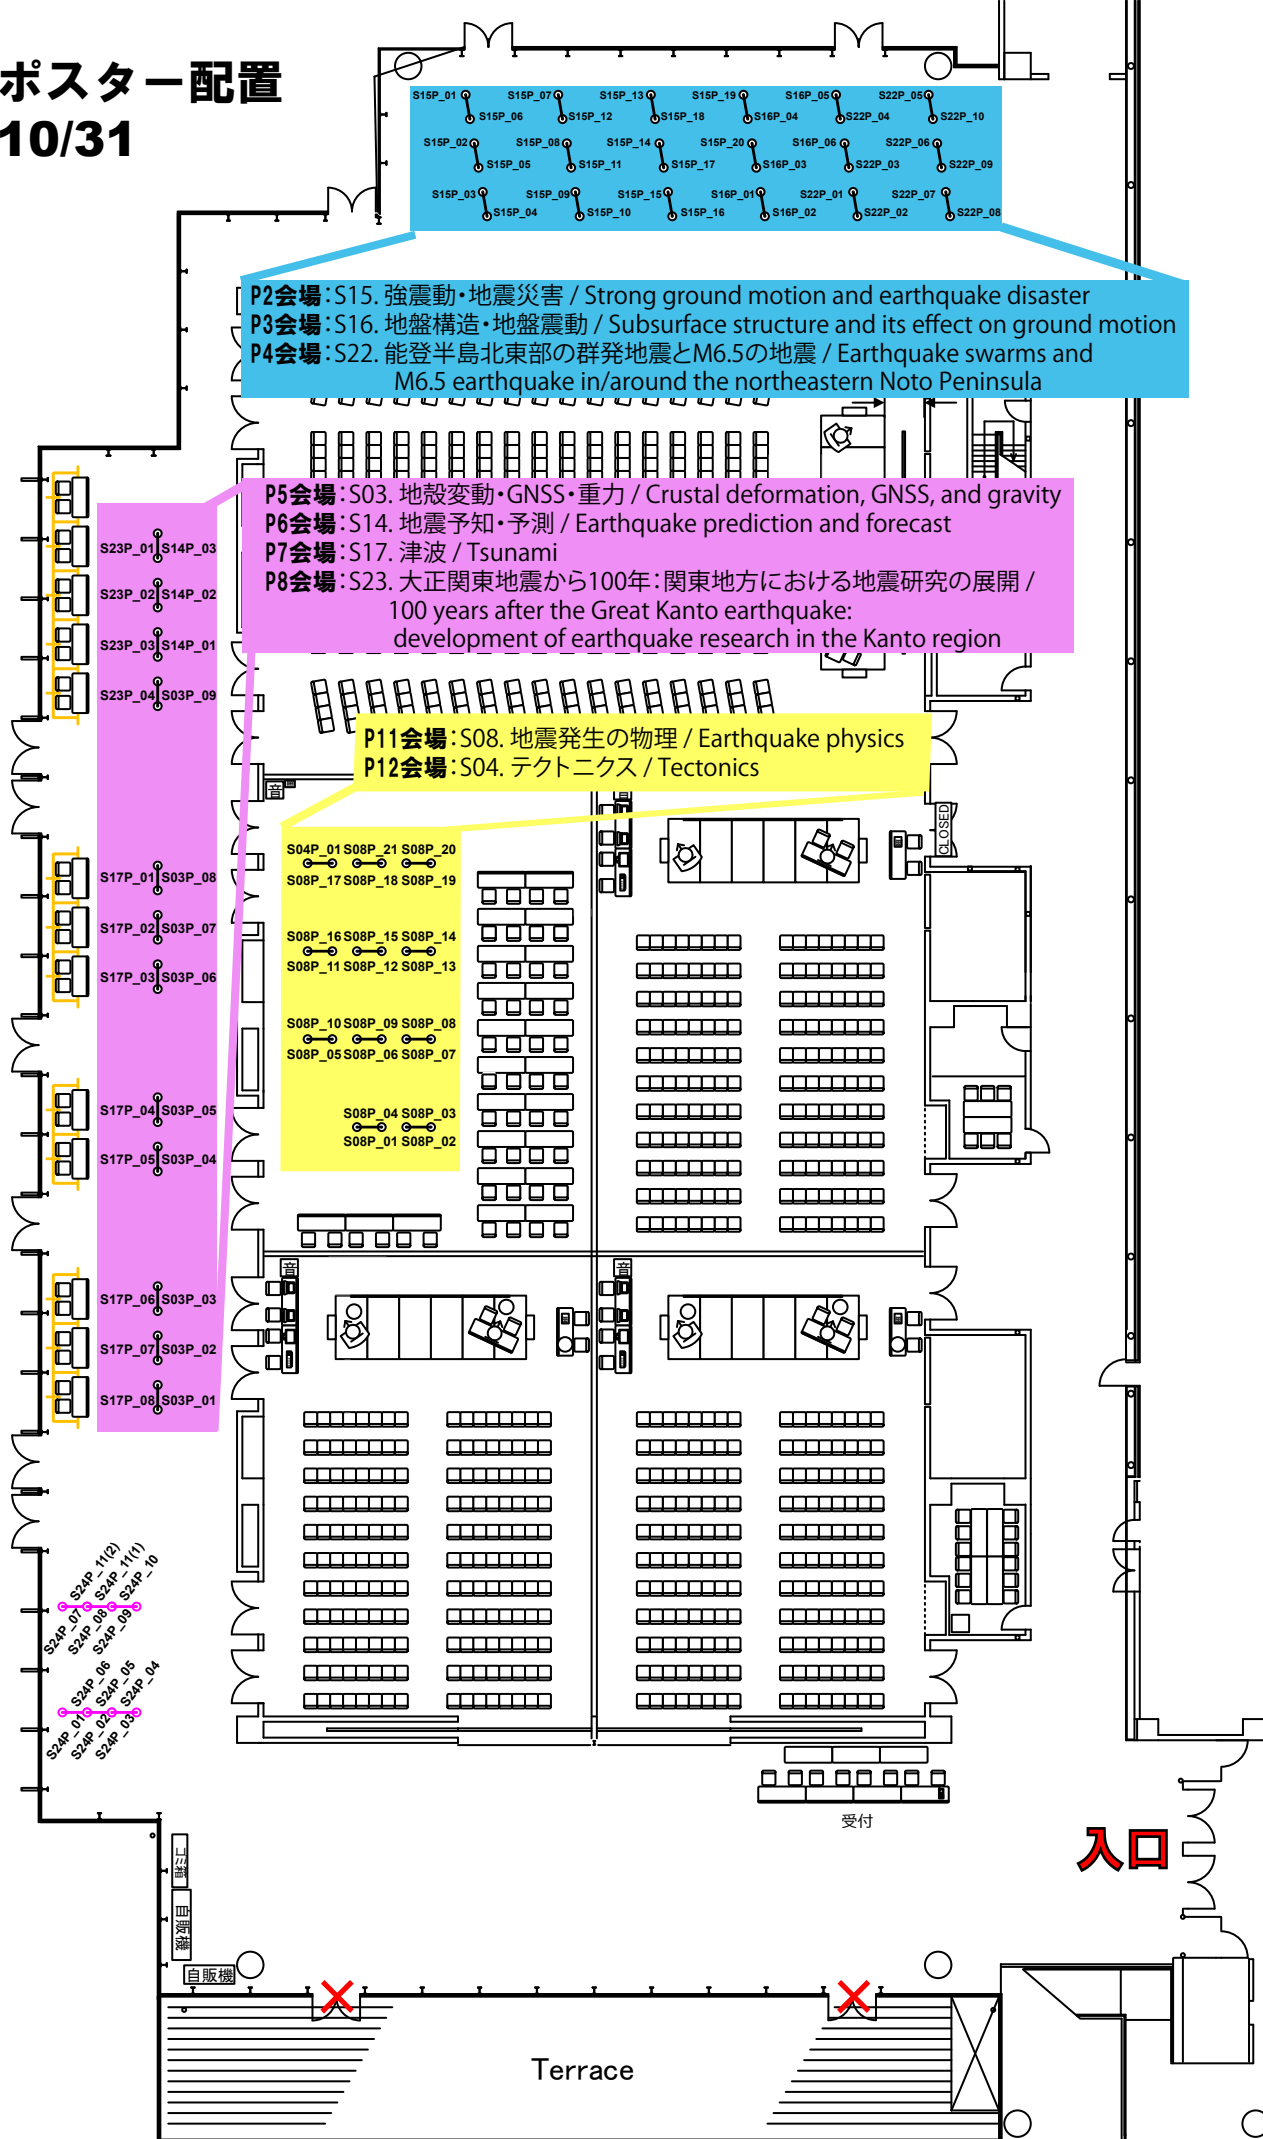 ポスター配置
10/31
S15P_01 S15P_07 S15P_13 S15P_19 S16P_05 S22P_05
S15P_06 S15P_12 S15P_18 S16P_04 S22P_04 S22P_10
S15P_02 S15P_08 S15P_14 S15P_20 S16P_06 S22P_06
S15P_05 S15P_11 S15P_17 S16P_03 S22P_03 S22P_09
S15P_03 S15P_09 S15P_15 S16P_01 S22P_01 S22P_07
S15P_04 S15P_10 S15P_16 S16P_02 S22P_02 S22P_08
P2会場:S15. 強震動・地震災害 / Strong ground motion and earthquake disaster
P3会場:S16. 地盤構造・地盤震動 / Subsurface structure and its effect on ground motion
P4会場:S22. 能登半島北東部の群発地震とM6.5の地震 / Earthquake swarms and
M6.5 earthquake in/around the northeastern Noto Peninsula
P5会場:S03. 地殻変動・GNSS・重力 / Crustal deformation, GNSS, and gravity
P6会場:S14. 地震予知・予測 / Earthquake prediction and forecast
P7会場:S17. 津波 / Tsunami
P8会場:S23. 大正関東地震から100年：関東地方における地震研究の展開 /
100 years after the Great Kanto earthquake:
development of earthquake research in the Kanto region
S23P_01 S14P_03
S23P_02 S14P_02
S23P_03 S14P_01
S23P_04 S03P_09
P11会場:S08. 地震発生の物理 / Earthquake physics
P12会場:S04. テクトニクス / Tectonics
音
音
CLOSED
S04P_01 S08P_21 S08P_20
S08P_17 S08P_18 S08P_19
S17P_01 S03P_08
S17P_02 S03P_07
S17P_03 S03P_06
S08P_16 S08P_15 S08P_14
S08P_11 S08P_12 S08P_13
S08P_10 S08P_09 S08P_08
S08P_05 S08P_06 S08P_07
S17P_04 S03P_05
S17P_05 S03P_04
S08P_04 S08P_03
S08P_01 S08P_02
音
音
S17P_06 S03P_03
S17P_07 S03P_02
S17P_08 S03P_01
S24P_11(2) S24P_11(1) S24P_10
S24P_07 S24P_08 S24P_09
S24P_06 S24P_05 S24P_04
S24P_01 S24P_02 S24P_03
受付
入口
ゴミ箱
自販機
自販機
Terrace